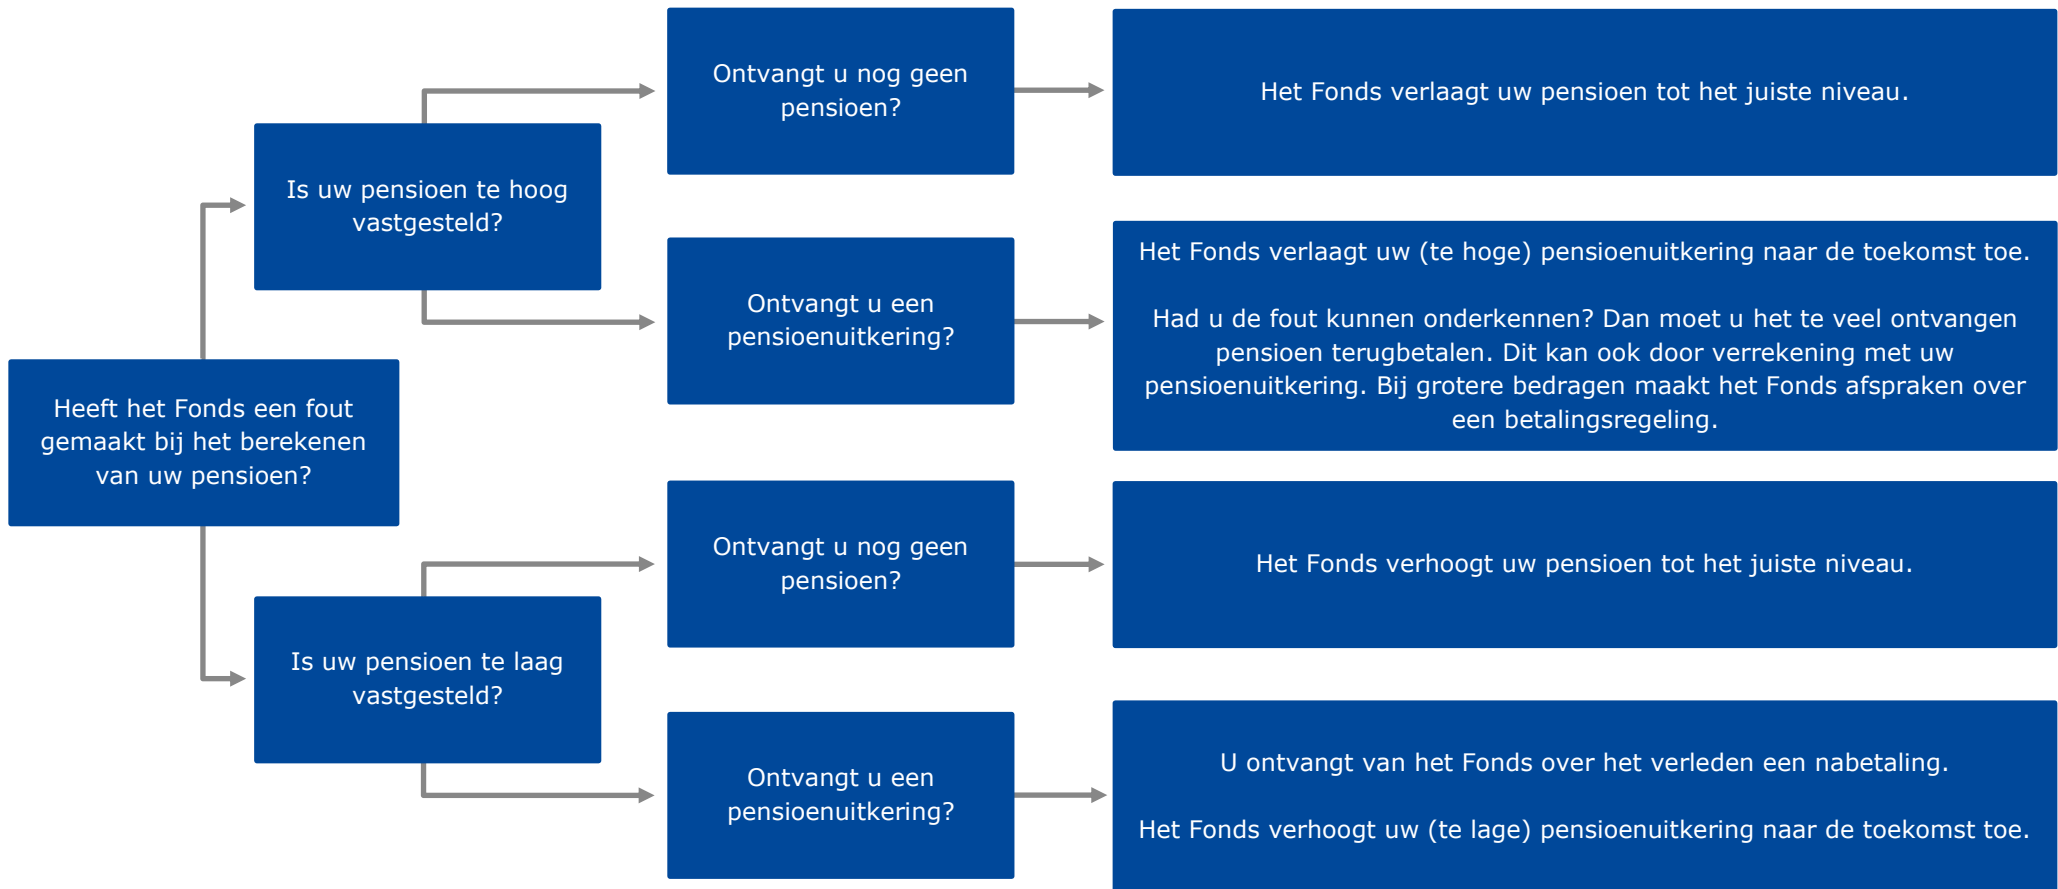 Heeft het Fonds een fout
gemaakt bij het berekenen
van uw pensioen?
Is uw pensioen te hoog
vastgesteld?
Ontvangt u nog geen
pensioen?
Het Fonds verlaagt uw pensioen tot het juiste niveau.
Ontvangt u een
pensioenuitkering?
Het Fonds verlaagt uw (te hoge) pensioenuitkering naar de toekomst toe.
Had u de fout kunnen onderkennen? Dan moet u het te veel ontvangen
pensioen terugbetalen. Dit kan ook door verrekening met uw
pensioenuitkering. Bij grotere bedragen maakt het Fonds afspraken over
een betalingsregeling.
Is uw pensioen te laag
vastgesteld?
Ontvangt u nog geen
pensioen?
Het Fonds verhoogt uw pensioen tot het juiste niveau.
Ontvangt u een
pensioenuitkering?
U ontvangt van het Fonds over het verleden een nabetaling.
Het Fonds verhoogt uw (te lage) pensioenuitkering naar de toekomst toe.